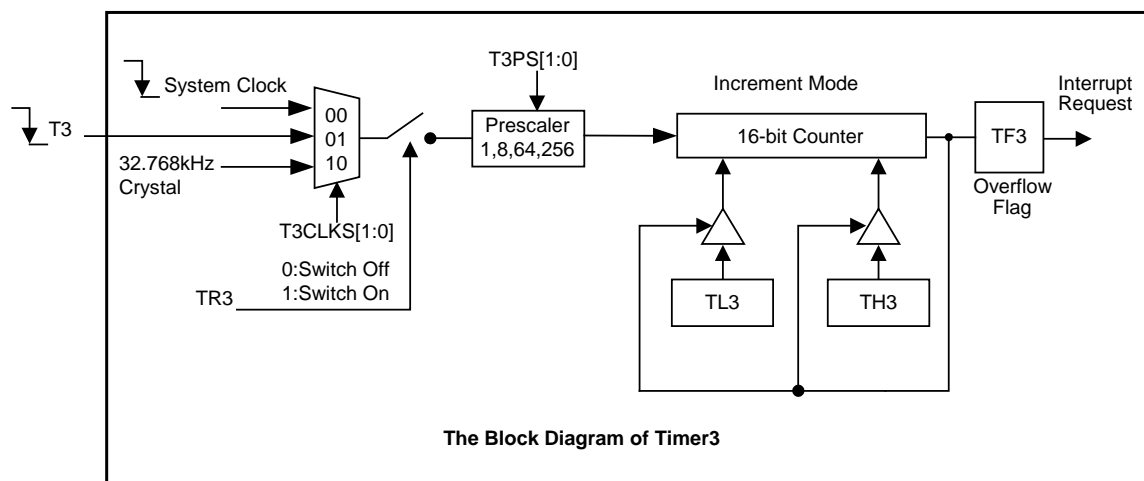 T3PS[1:0]
System Clock
Increment Mode
Interrupt
Request
T3
00
01
10
Prescaler
1,8,64,256
16-bit Counter
TF3
32.768kHz
Crystal
Overflow
Flag
T3CLKS[1:0]
0:Switch Off
1:Switch On
TR3
TL3
TH3
The Block Diagram of Timer3